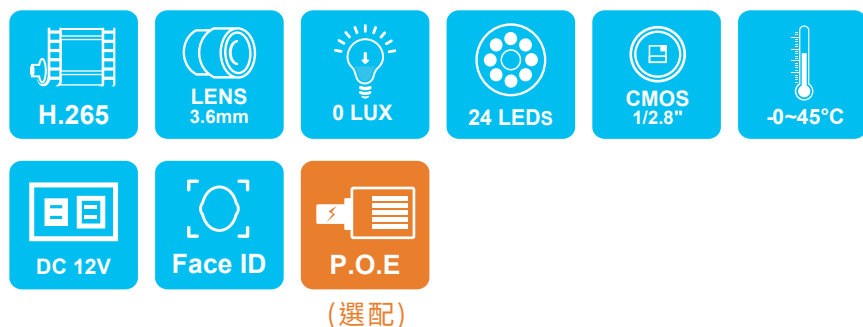 H.265
LENS
3.6mm
0 LUX
24 LEDs
CMOS
1/2.8"
-0~45°C
DC 12V
Face ID
P.O.E
(選配)